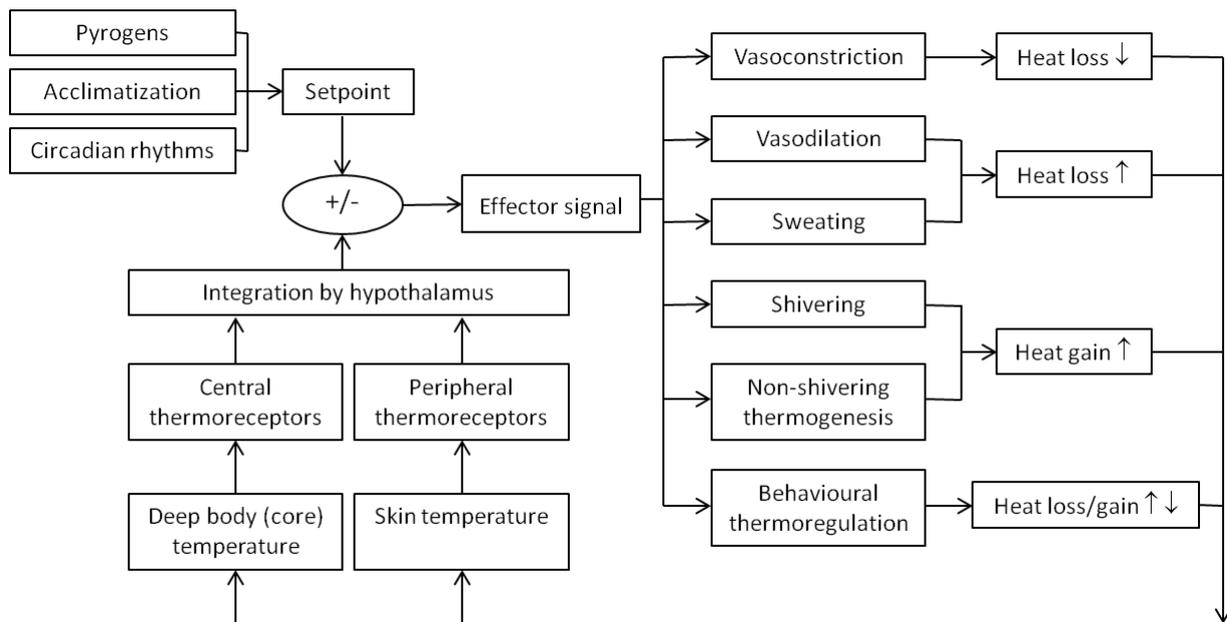 Pyrogens
Acclimatization
Circadian rhythms
Setpoint
+/-
Effector signal
Integration by hypothalamus
Central
thermoreceptors
Peripheral
thermoreceptors
Deep body (core)
temperature
Skin temperature
Vasoconstriction
Vasodilation
Sweating
Shivering
Non-shivering
thermogenesis
Behavioural
thermoregulation
Heat loss ↓
Heat loss ↑
Heat gain ↑
Heat loss/gain ↑↓